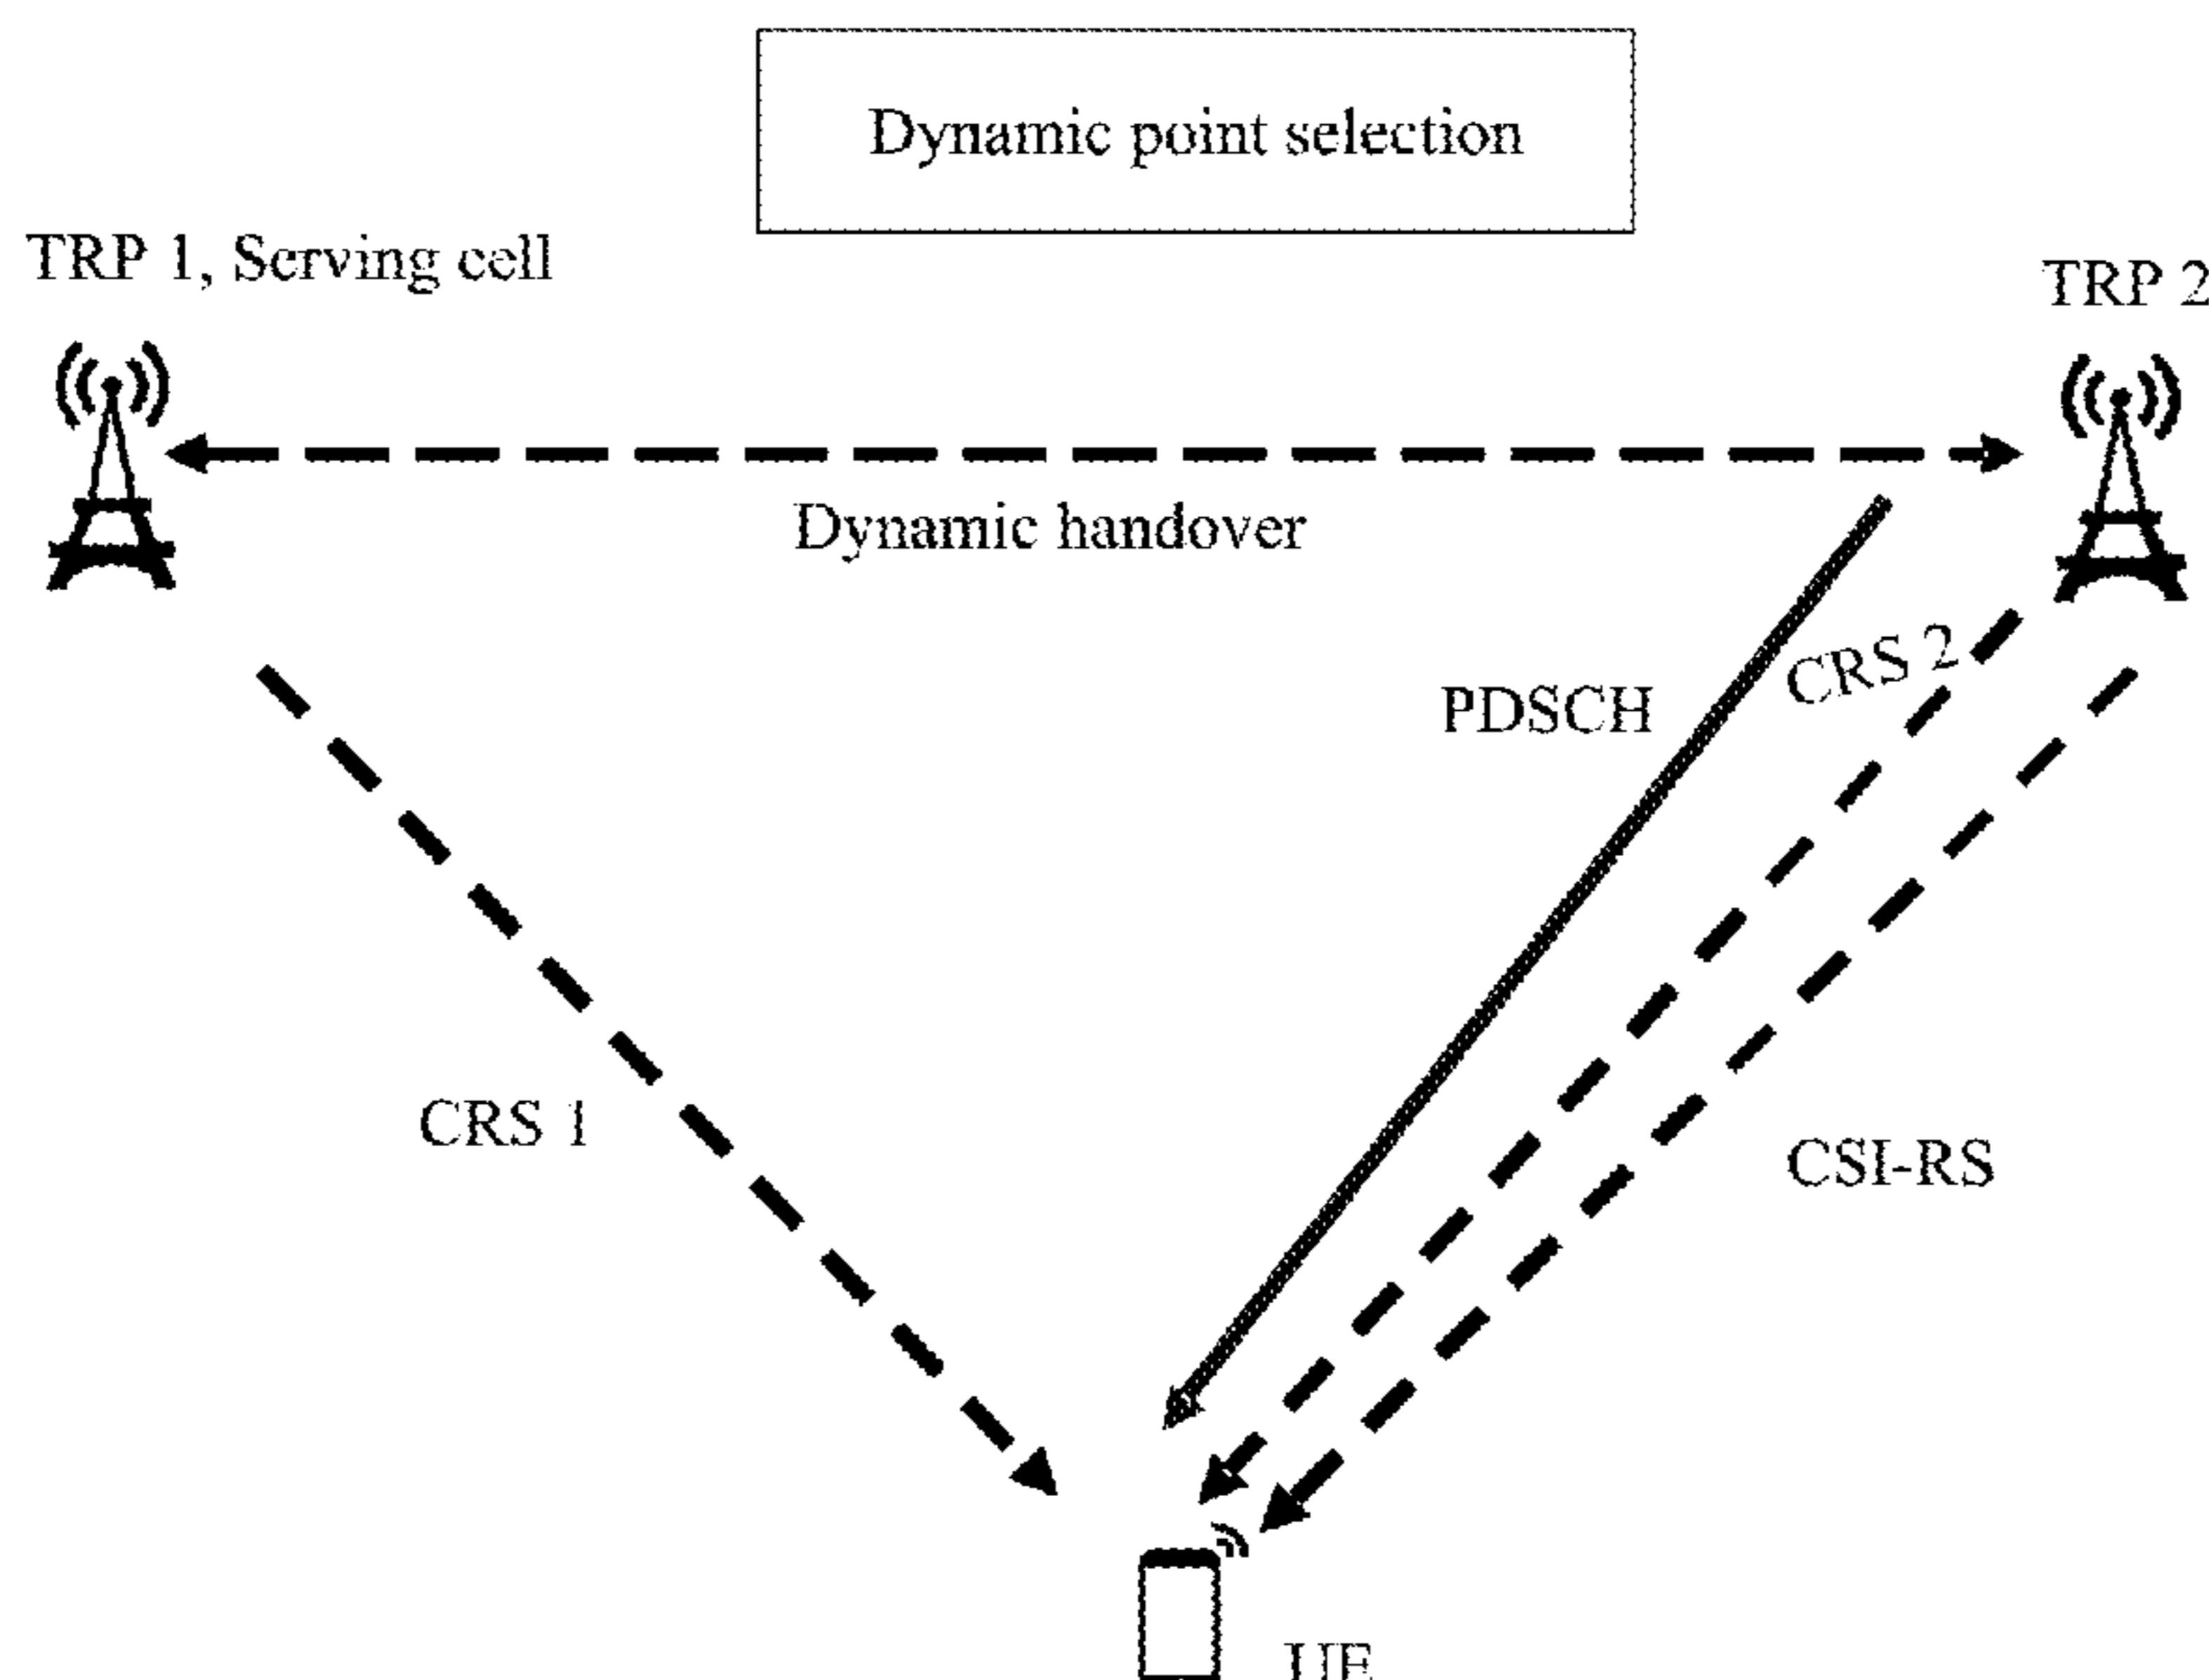 Dynamic point selection
TRP 1, Serving cell
TRP 2
Dynamic handover
CRS 2
PDSCH
CRS 1
CSI-RS
UE